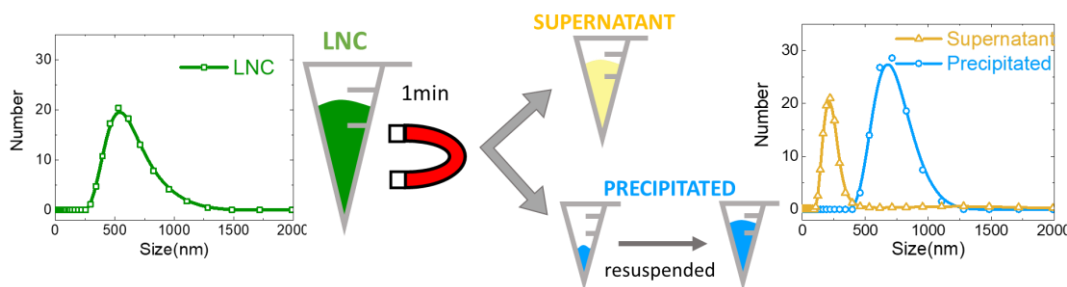 30
20
10
0
0 500 1000 1500 200
Number
Size(nm)
LNC
LNC
1min
SUPERNATANT
PRECIPITATED
resuspended
30
20
10
0
0 500 1000 1500 2000
Number
Size(nm)
Supernatant
Precipitated